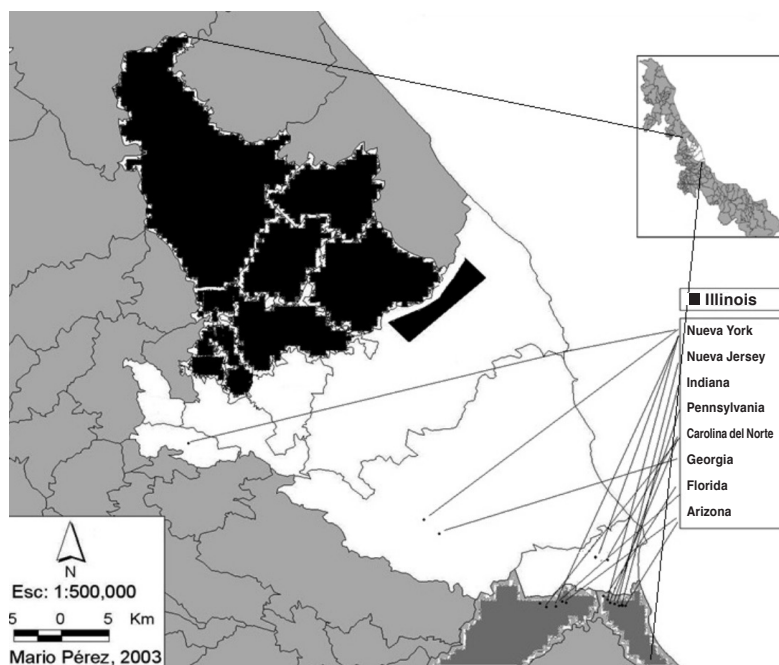 Illinois
Nueva York
Nueva Jersey
Indiana
Pennsylvania
Carolina del Norte
Georgia
Florida
Arizona
N
Esc: 1:500,000
5 0 5 Km
Mario Pérez, 2003